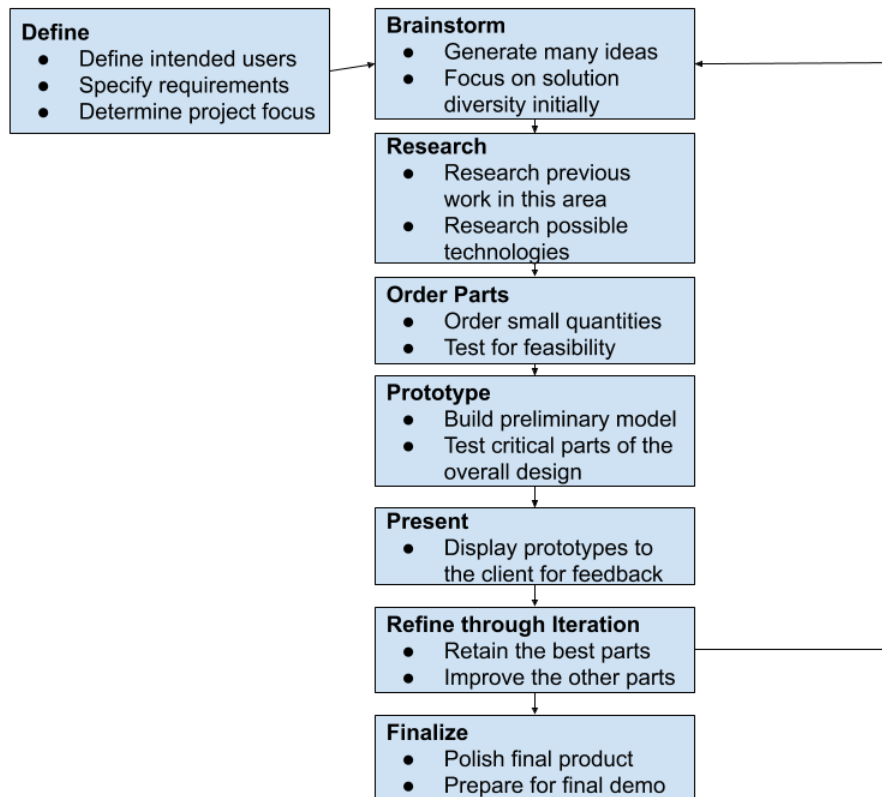 Define
● Define intended users
● Specify requirements
● Determine project focus
Brainstorm
● Generate many ideas
● Focus on solution
diversity initially
Research
● Research previous
work in this area
● Research possible
technologies
Order Parts
● Order small quantities
● Test for feasibility
Prototype
● Build preliminary model
● Test critical parts of the
overall design
Present
● Display prototypes to
the client for feedback
Refine through Iteration
● Retain the best parts
● Improve the other parts
Finalize
● Polish final product
● Prepare for final demo